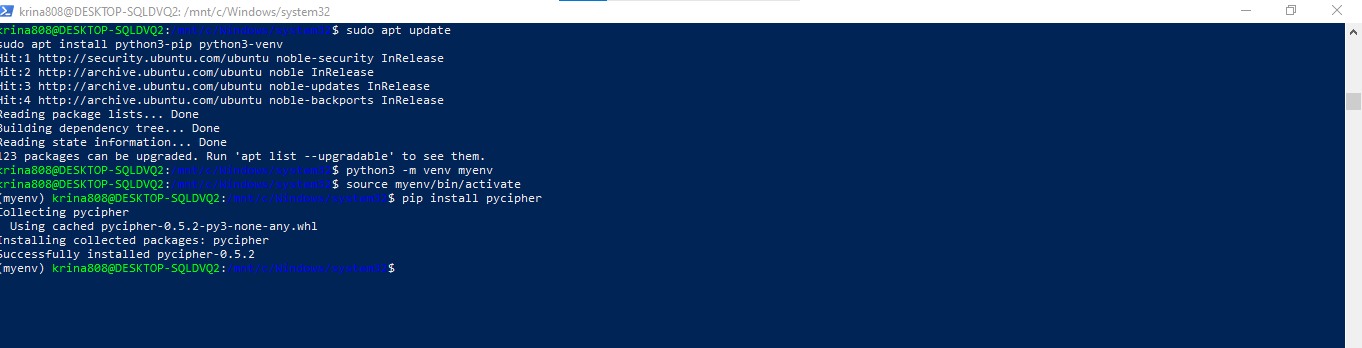 krina808@DESKTOP-SQLDVQ2: /mnt/c/Windows/system32
krina808@DESKTOP-SQLDVQ2:/mnt/c/Windows/system32$ sudo apt update
sudo apt install python3-pip python3-venv
Hit:1 http://security.ubuntu.com/ubuntu noble-security InRelease
Hit:2 http://archive.ubuntu.com/ubuntu noble InRelease
Hit:3 http://archive.ubuntu.com/ubuntu noble-updates InRelease
Hit:4 http://archive.ubuntu.com/ubuntu noble-backports InRelease
Reading package lists... Done
Building dependency tree... Done
Reading state information... Done
123 packages can be upgraded. Run 'apt list --upgradable' to see them.
krina808@DESKTOP-SQLDVQ2:/mnt/c/Windows/system32$ python3 -m venv myenv
krina808@DESKTOP-SQLDVQ2:/mnt/c/Windows/system32$ source myenv/bin/activate
(myenv) krina808@DESKTOP-SQLDVQ2:/mnt/c/Windows/system32$ pip install pycipher
Collecting pycipher
  Using cached pycipher-0.5.2-py3-none-any.whl
Installing collected packages: pycipher
Successfully installed pycipher-0.5.2
(myenv) krina808@DESKTOP-SQLDVQ2:/mnt/c/Windows/system32$